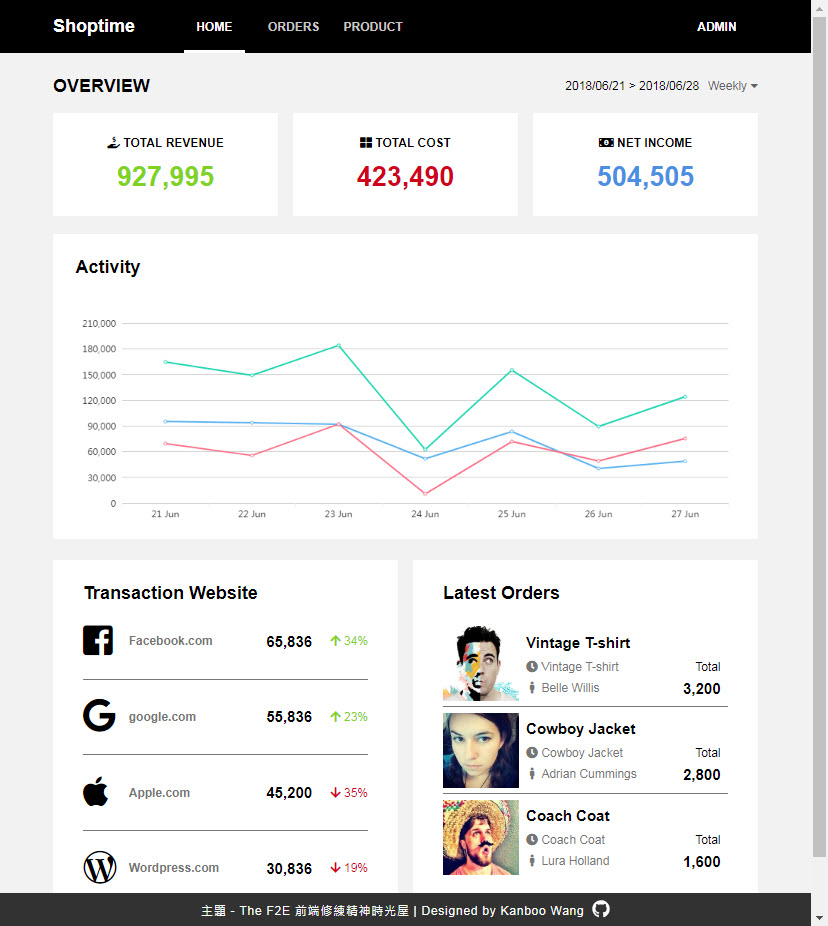 Shoptime HOME ORDERS PRODUCT ADMIN
OVERVIEW 2018/06/21 > 2018/06/28 Weekly
TOTAL REVENUE
927,995
TOTAL COST
423,490
NET INCOME
504,505
Activity
210,000
180,000
150,000
120,000
90,000
60,000
30,000
0
21 Jun 22 Jun 23 Jun 24 Jun 25 Jun 26 Jun 27 Jun
Transaction Website
Facebook.com 65,836 34%
google.com 55,836 23%
Apple.com 45,200 35%
Wordpress.com 30,836 19%
Latest Orders
Vintage T-shirt
Vintage T-shirt Total
Belle Willis 3,200
Cowboy Jacket
Cowboy Jacket Total
Adrian Cummings 2,800
Coach Coat
Coach Coat Total
Lura Holland 1,600
主題 - The F2E 前端修練精神時光屋 | Designed by Kanboo Wang